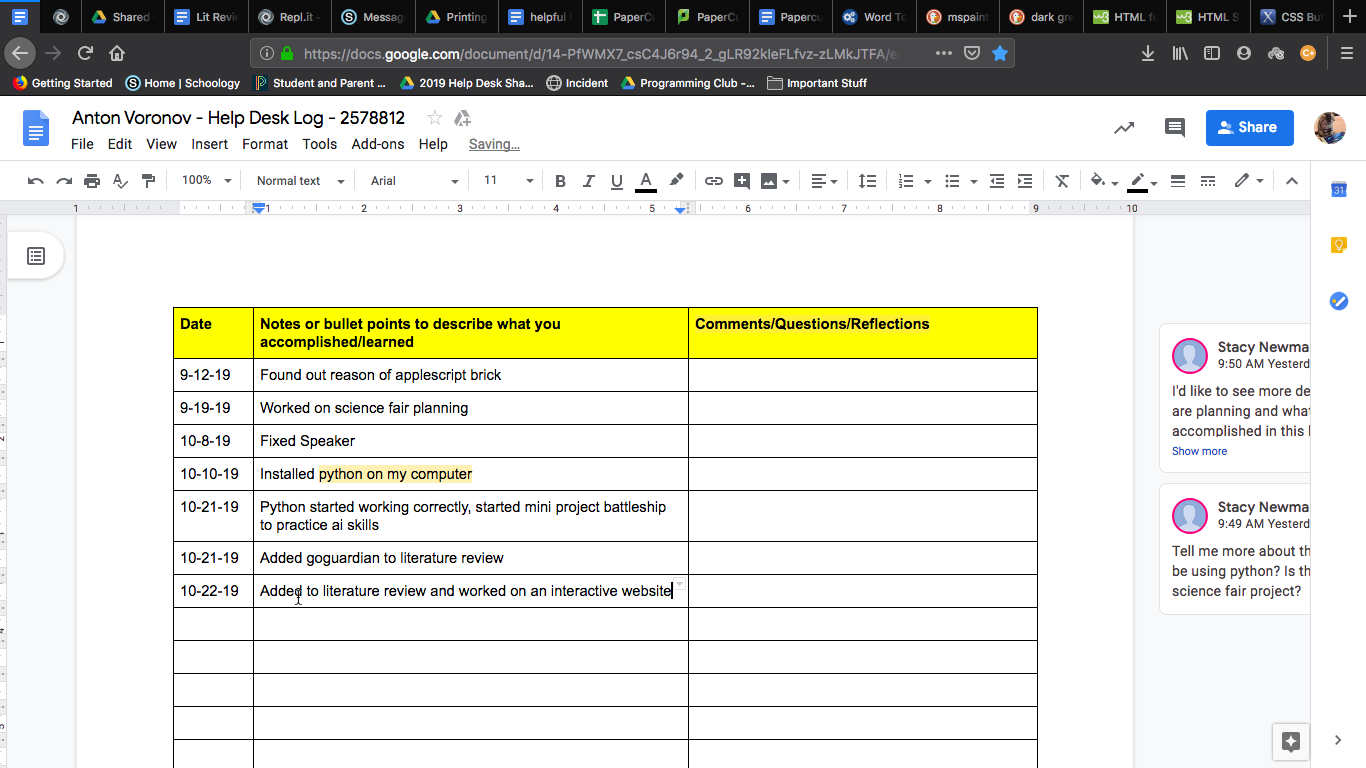 Shared
Lit Revi
Repl.it -
Messag
Printing
helpful
PaperCu
PaperCu
Papercu
Word To
mspaint
dark gre
HTML fo
HTML S
CSS But
https://docs.google.com/document/d/14-PfWMX7_csC4J6r94_2_gLR92kIeFLfvz-zLMkJTFA/e
Getting Started
Home | Schoology
Student and Parent ...
2019 Help Desk Sha...
Incident
Programming Club -...
Important Stuff
Anton Voronov - Help Desk Log - 2578812
Share
File Edit View Insert Format Tools Add-ons Help Saving...
100% Normal text Arial 11
1 1 2 3 4 5 6 7 8 9 10
Date
Notes or bullet points to describe what you
accomplished/learned
Comments/Questions/Reflections
9-12-19 Found out reason of applescript brick
9-19-19 Worked on science fair planning
10-8-19 Fixed Speaker
10-10-19 Installed python on my computer
10-21-19 Python started working correctly, started mini project battleship
to practice ai skills
10-21-19 Added goguardian to literature review
10-22-19 Added to literature review and worked on an interactive website
Stacy Newma
9:50 AM Yesterd
I'd like to see more de
are planning and what
accomplished in this l
Show more
Stacy Newma
9:49 AM Yesterd
Tell me more about th
be using python? Is th
science fair project?
31